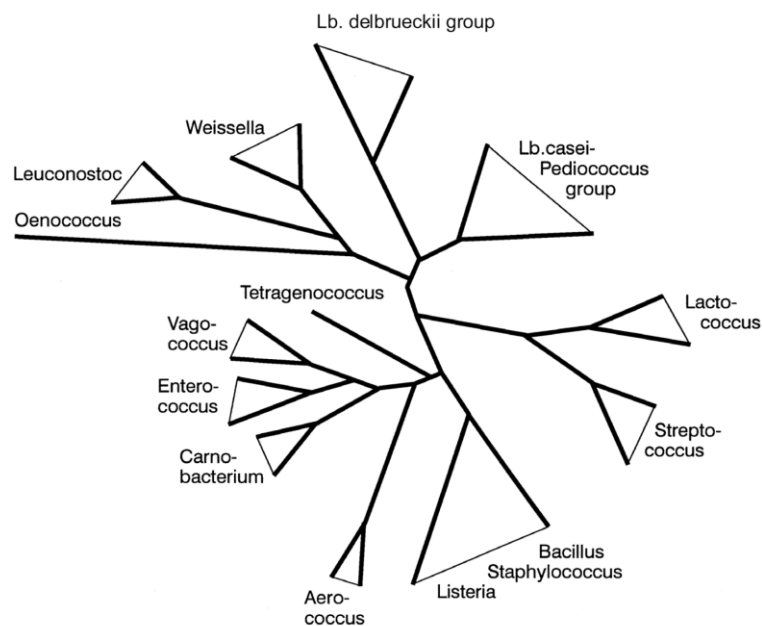 Lb. delbrueckii group
Weissella
Lb.casei-
Pediococcus
group
Leuconostoc
Oenococcus
Tetragenococcus
Lacto-
coccus
Vago-
coccus
Entero-
coccus
Strepto-
coccus
Carno-
bacterium
Bacillus
Staphylococcus
Listeria
Aero-
coccus